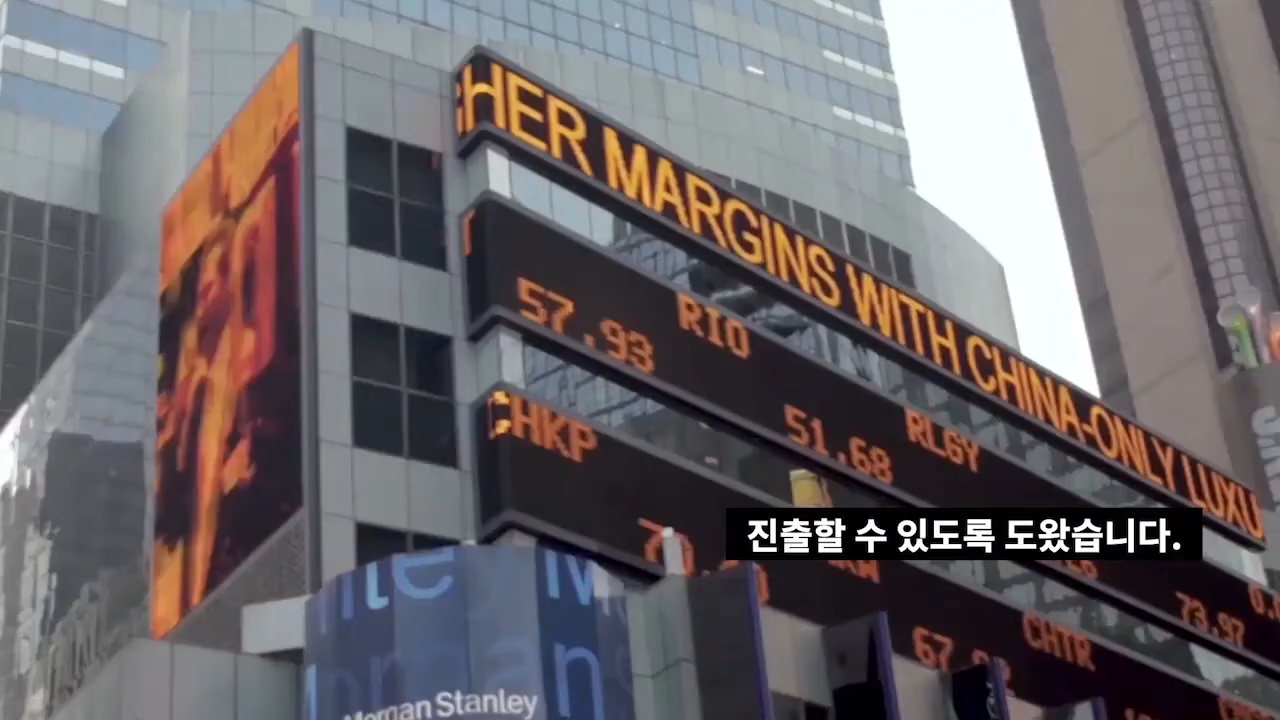 HER MARGINS WITH CHINA-ONLY LUXU
RIO
57.93
RLGY
51.68
CHKP
진출할 수 있도록 도왔습니다.
73.97
CHTR
Morgan Stanley